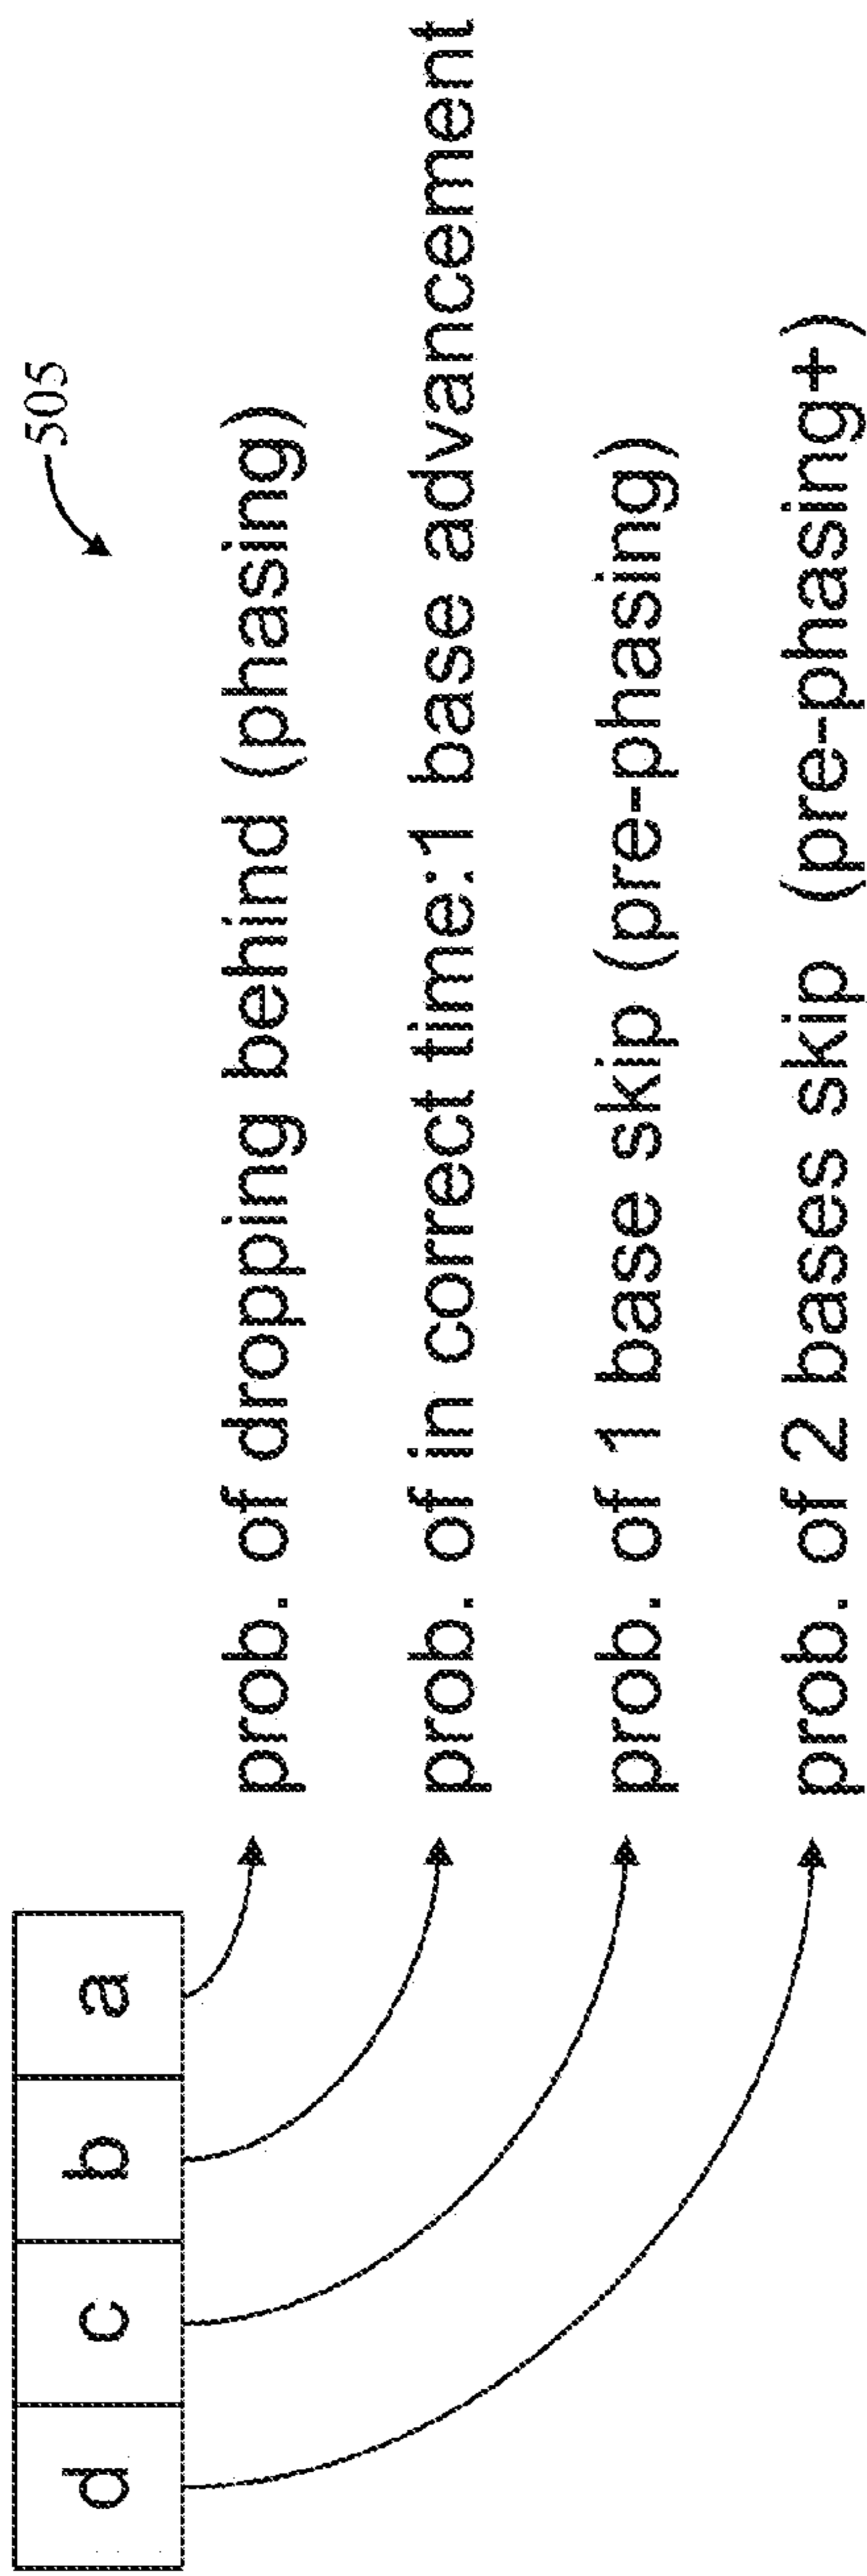 505
d c b a
prob. of dropping behind (phasing)
prob. of in correct time:1 base advancement
prob. of 1 base skip (pre-phasing)
prob. of 2 bases skip (pre-phasing+)